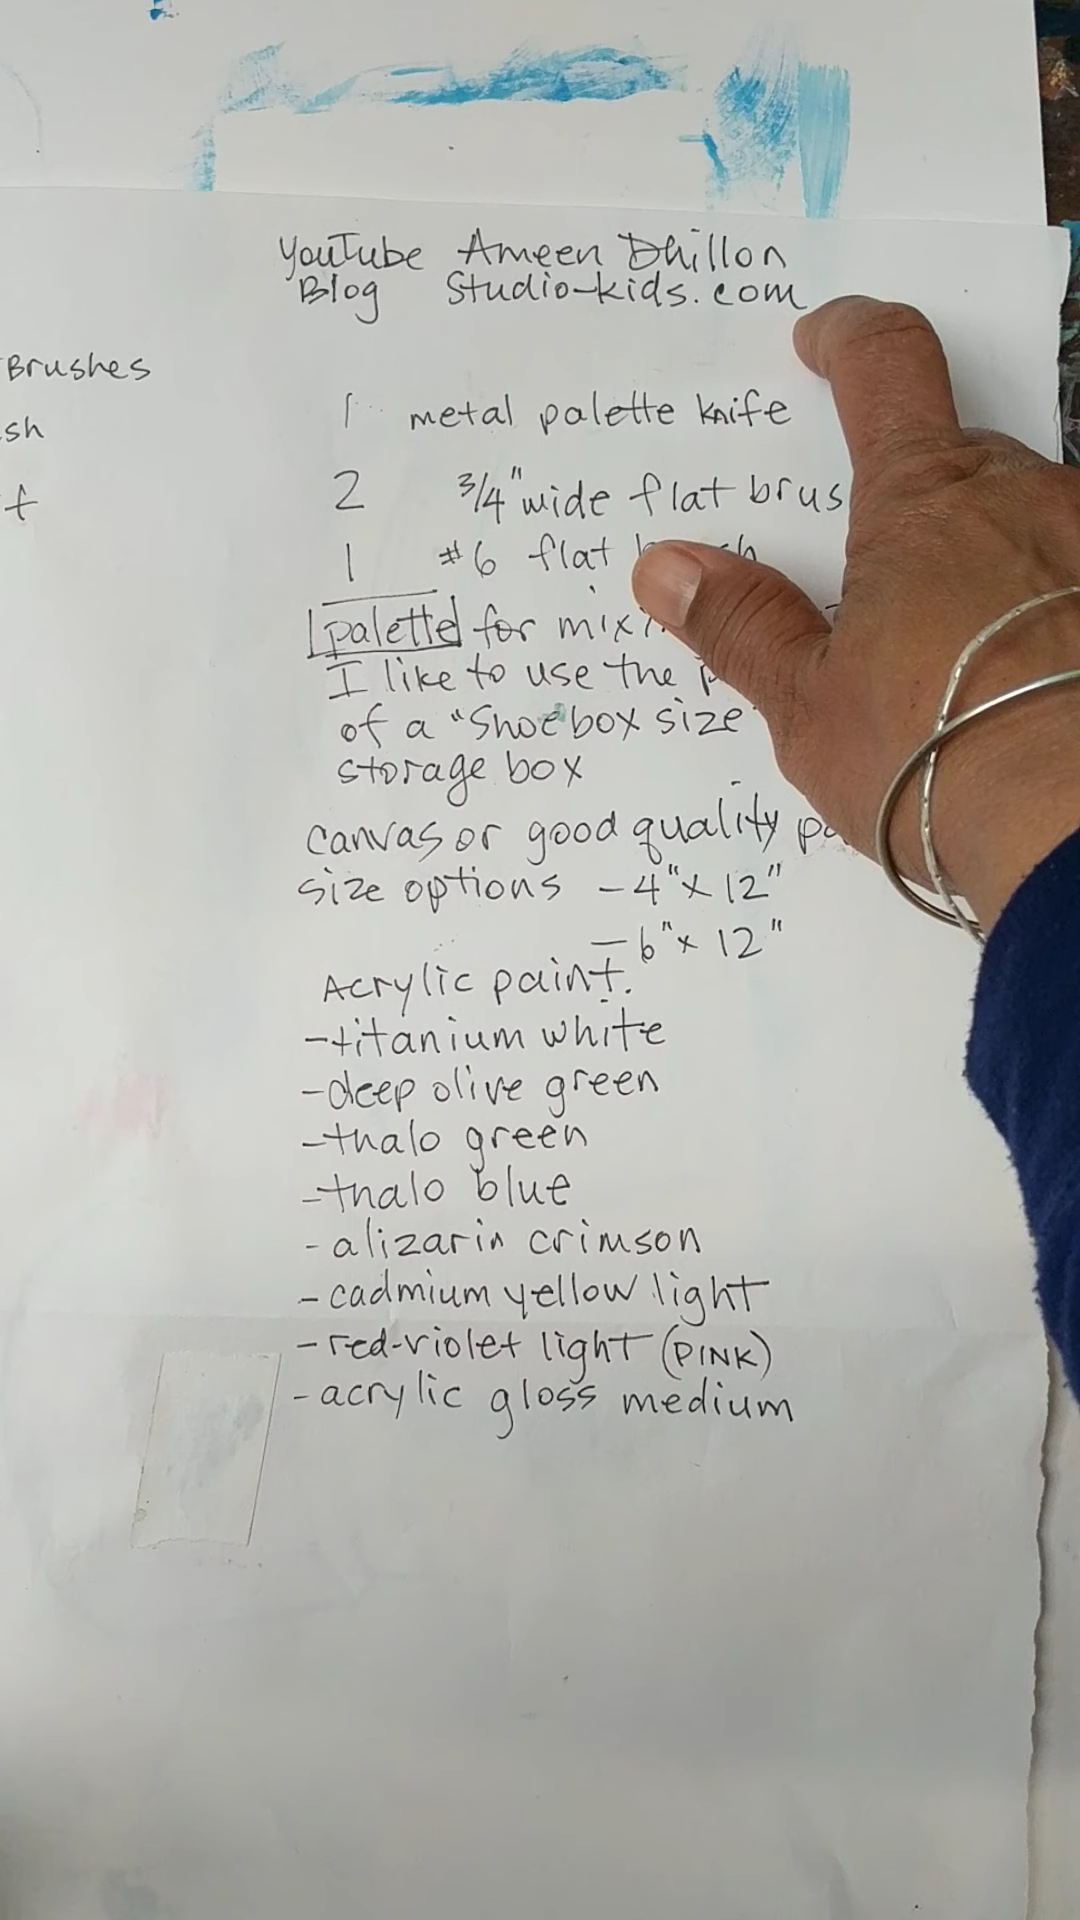 YouTube Ameen Dhillon
Blog Studio-kids.com
Brushes
1 metal palette knife
2 3/4" wide flat brus
1 #6 flat
palette for mix
I like to use the
of a "Shoebox size"
storage box
canvas or good quality
size options - 4" x 12"
- 6" x 12"
Acrylic paint.
- titanium white
- deep olive green
- thalo green
- thalo blue
- alizarin crimson
- cadmium yellow light
- red-violet light (PINK)
- acrylic gloss medium